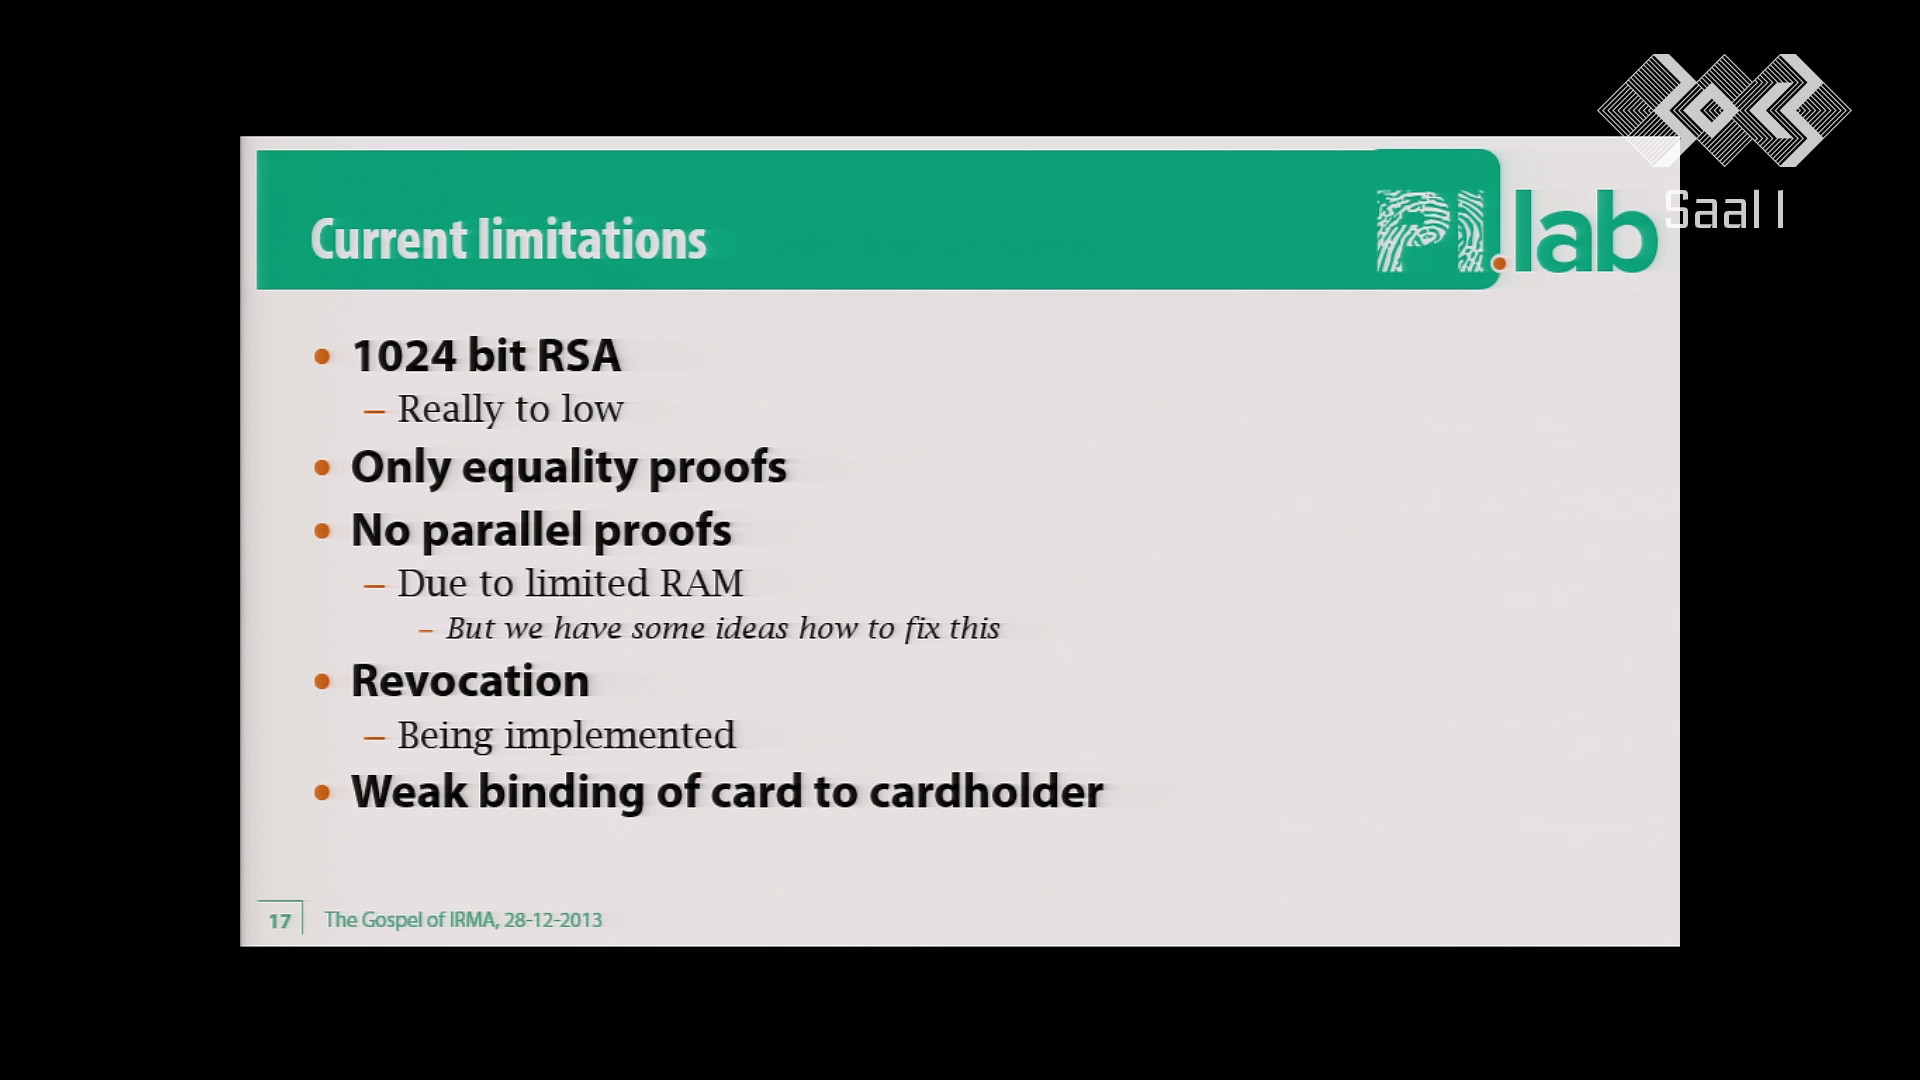 Saal 1
Current limitations
PI.lab
• 1024 bit RSA
– Really to low
• Only equality proofs
• No parallel proofs
– Due to limited RAM
– But we have some ideas how to fix this
• Revocation
– Being implemented
• Weak binding of card to cardholder
17 The Gospel of IRMA, 28-12-2013